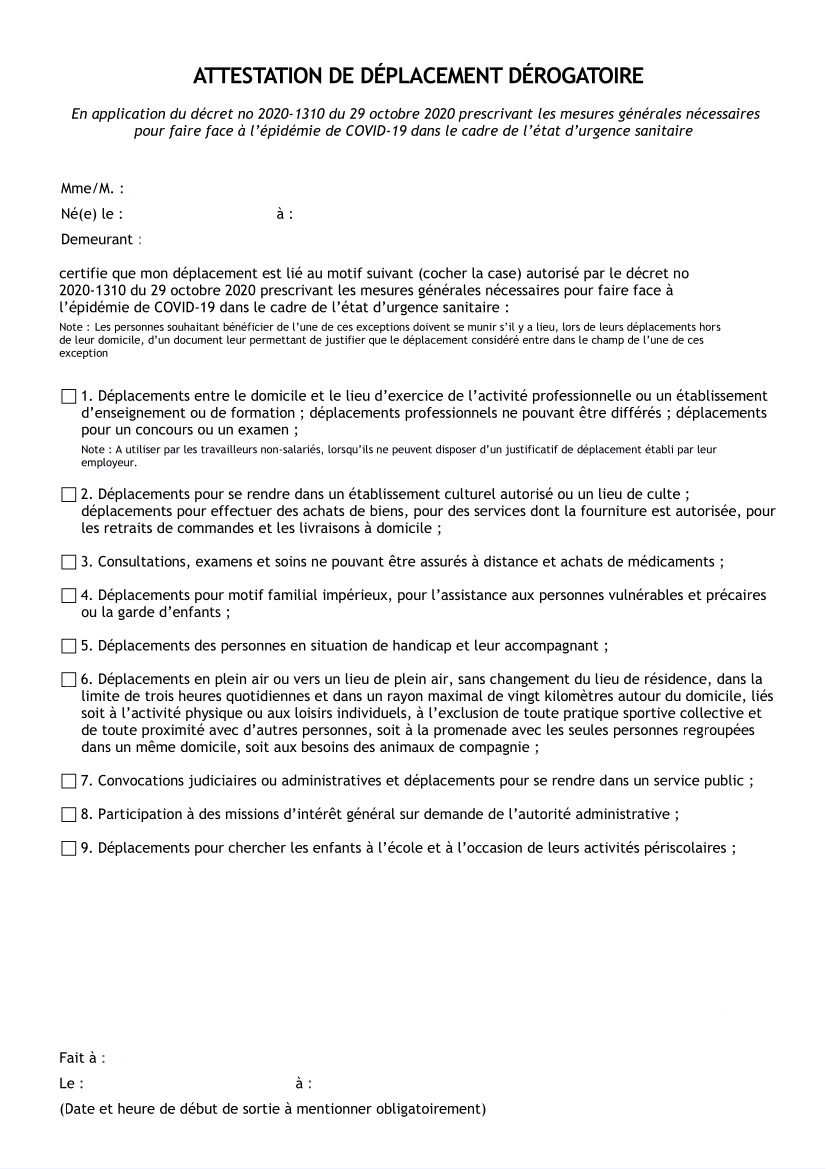 ATTESTATION DE DÉPLACEMENT DÉROGATOIRE
En application du décret no 2020-1310 du 29 octobre 2020 prescrivant les mesures générales nécessaires
pour faire face à l’épidémie de COVID-19 dans le cadre de l’état d’urgence sanitaire
Mme/M. :
Né(e) le : à :
Demeurant :
certifie que mon déplacement est lié au motif suivant (cocher la case) autorisé par le décret no
2020-1310 du 29 octobre 2020 prescrivant les mesures générales nécessaires pour faire face à
l’épidémie de COVID-19 dans le cadre de l’état d’urgence sanitaire :
Note : Les personnes souhaitant bénéficier de l’une de ces exceptions doivent se munir s’il y a lieu, lors de leurs déplacements hors
de leur domicile, d’un document leur permettant de justifier que le déplacement considéré entre dans le champ de l’une de ces
exception
1. Déplacements entre le domicile et le lieu d’exercice de l’activité professionnelle ou un établissement
d’enseignement ou de formation ; déplacements professionnels ne pouvant être différés ; déplacements
pour un concours ou un examen ;
Note : A utiliser par les travailleurs non-salariés, lorsqu’ils ne peuvent disposer d’un justificatif de déplacement établi par leur
employeur.
2. Déplacements pour se rendre dans un établissement culturel autorisé ou un lieu de culte ;
déplacements pour effectuer des achats de biens, pour des services dont la fourniture est autorisée, pour
les retraits de commandes et les livraisons à domicile ;
3. Consultations, examens et soins ne pouvant être assurés à distance et achats de médicaments ;
4. Déplacements pour motif familial impérieux, pour l’assistance aux personnes vulnérables et précaires
ou la garde d’enfants ;
5. Déplacements des personnes en situation de handicap et leur accompagnant ;
6. Déplacements en plein air ou vers un lieu de plein air, sans changement du lieu de résidence, dans la
limite de trois heures quotidiennes et dans un rayon maximal de vingt kilomètres autour du domicile, liés
soit à l’activité physique ou aux loisirs individuels, à l’exclusion de toute pratique sportive collective et
de toute proximité avec d’autres personnes, soit à la promenade avec les seules personnes regroupées
dans un même domicile, soit aux besoins des animaux de compagnie ;
7. Convocations judiciaires ou administratives et déplacements pour se rendre dans un service public ;
8. Participation à des missions d’intérêt général sur demande de l’autorité administrative ;
9. Déplacements pour chercher les enfants à l’école et à l’occasion de leurs activités périscolaires ;
Fait à :
Le : à :
(Date et heure de début de sortie à mentionner obligatoirement)